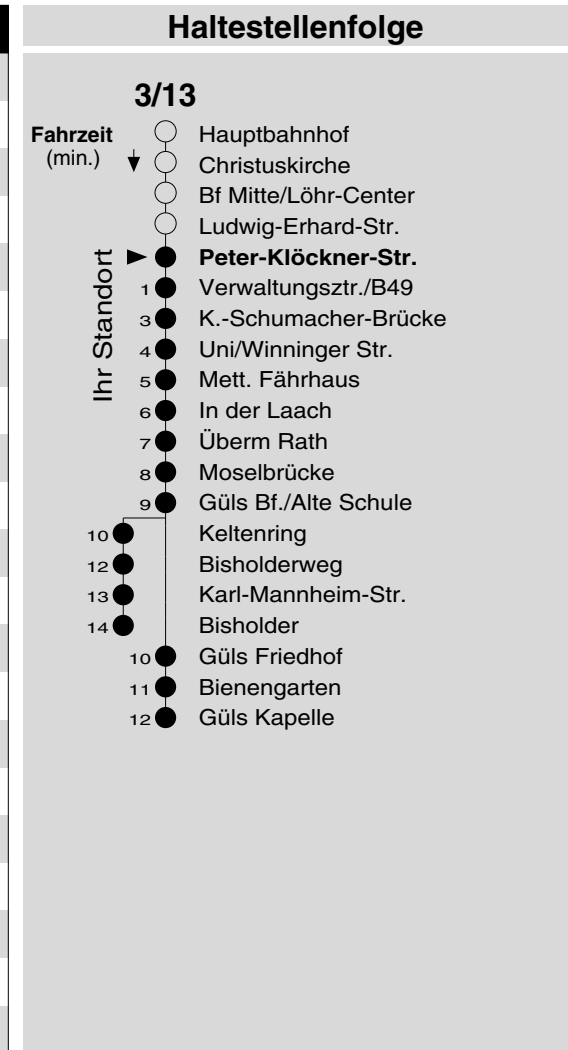 Haltestellenfolge
3/13
Fahrzeit
(min.)
Hauptbahnhof
Christuskirche
Bf Mitte/Löhr-Center
Ludwig-Erhard-Str.
Ihr Standort
Peter-Klöckner-Str.
1 Verwaltungsztr./B49
3 K.-Schumacher-Brücke
4 Uni/Winninger Str.
5 Mett. Fährhaus
6 In der Laach
7 Überm Rath
8 Moselbrücke
9 Güls Bf./Alte Schule
10 Keltenring
12 Bisholderweg
13 Karl-Mannheim-Str.
14 Bisholder
10 Güls Friedhof
11 Bienengarten
12 Güls Kapelle